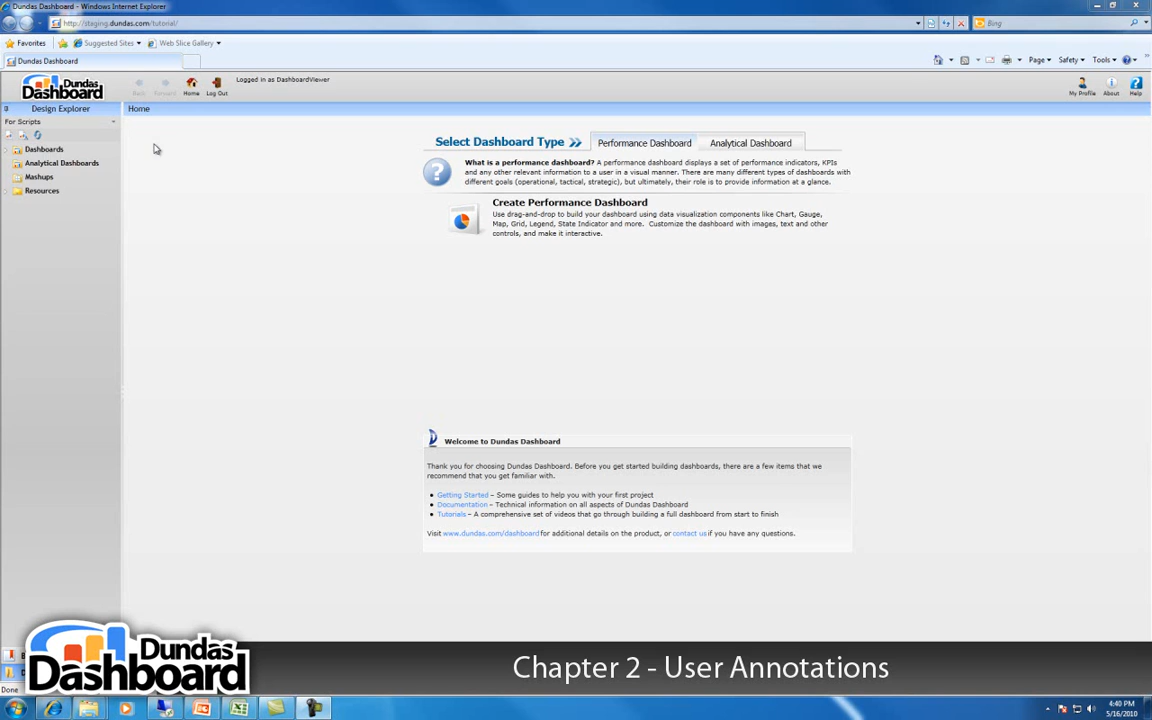 Dundas Dashboard - Windows Internet Explorer
http://staging.dundas.com/tutorial/
Bing
Favorites
Suggested Sites
Web Slice Gallery
Dundas Dashboard
Page
Safety
Tools
Dundas Dashboard
Back
Forward
Home
Log Out
Logged in as DashboardViewer
My Profile
About
Help
Design Explorer
Home
For Scripts
Dashboards
Analytical Dashboards
Mashups
Resources
Select Dashboard Type
Performance Dashboard
Analytical Dashboard
What is a performance dashboard? A performance dashboard displays a set of performance indicators, KPIs
and any other relevant information to a user in a visual manner. There are many different types of dashboards with
different goals (operational, tactical, strategic), but ultimately, their role is to provide information at a glance.
Create Performance Dashboard
Use drag-and-drop to build your dashboard using data visualization components like Chart, Gauge,
Map, Grid, Legend, State Indicator and more. Customize the dashboard with images, text and other
controls, and make it interactive.
Welcome to Dundas Dashboard
Thank you for choosing Dundas Dashboard. Before you get started building dashboards, there are a few items that we
recommend that you get familiar with.
Getting Started – Some guides to help you with your first project
Documentation – Technical information on all aspects of Dundas Dashboard
Tutorials – A comprehensive set of videos that go through building a full dashboard from start to finish
Visit www.dundas.com/dashboard for additional details on the product, or contact us if you have any questions.
Dundas
Dashboard
Chapter 2 - User Annotations
Done
4:40 PM
5/16/2010